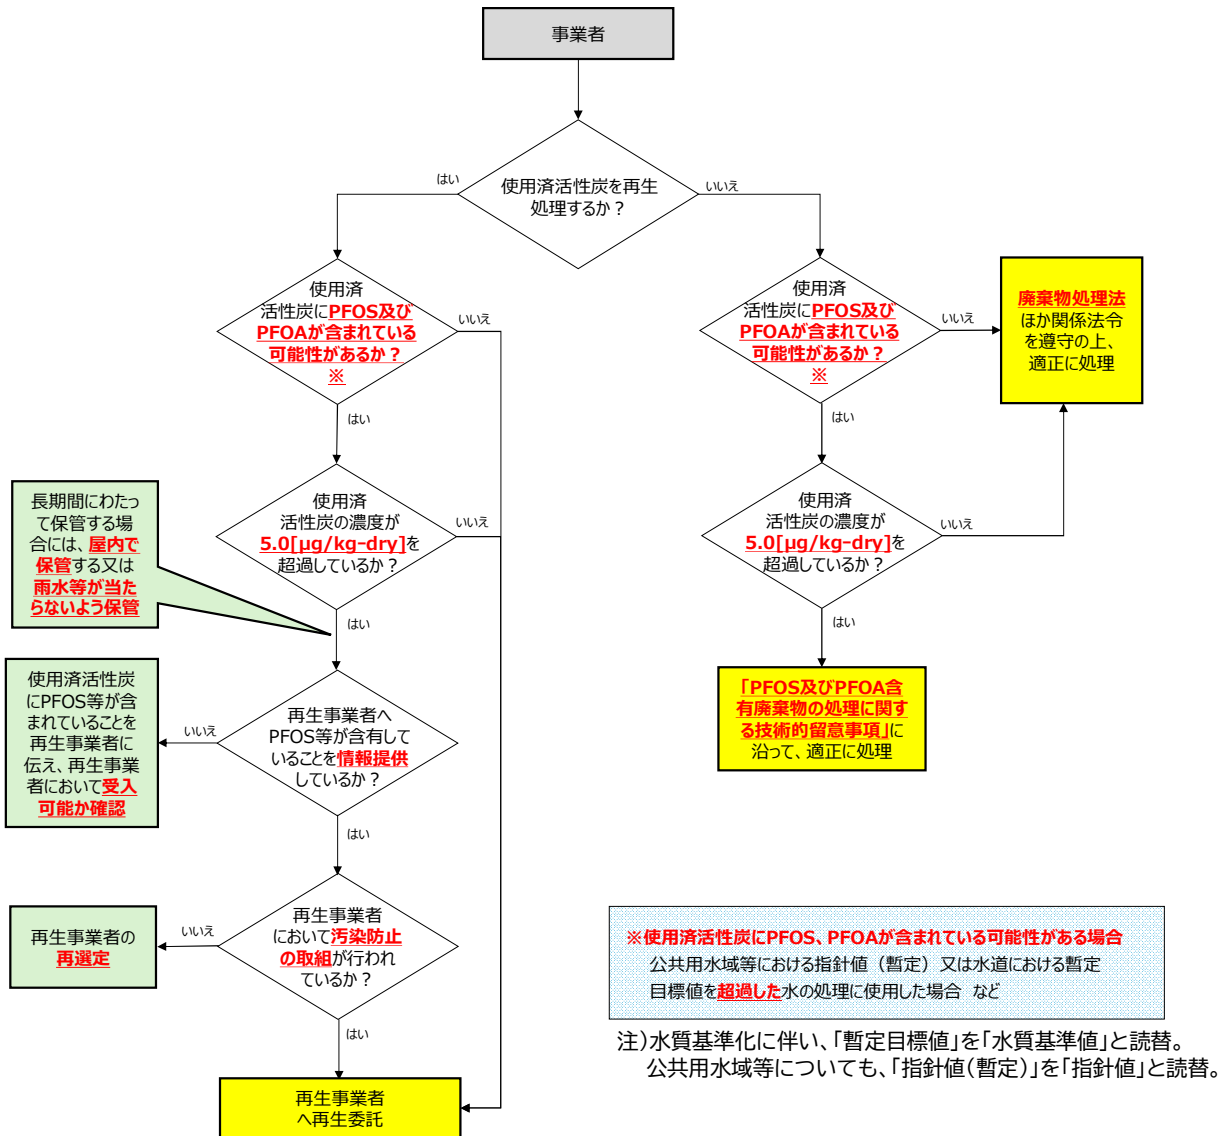 事業者
使用済活性炭を再生
処理するか？
はい
いいえ
使用済
活性炭にPFOS及び
PFOAが含まれている
可能性があるか？
※
いいえ
はい
使用済
活性炭にPFOS及び
PFOAが含まれている
可能性があるか？
※
いいえ
はい
廃棄物処理法
ほか関係法令
を遵守の上、
適正に処理
長期間にわたっ
て保管する場
合には、屋内で
保管する又は
雨水等が当た
らないよう保管
使用済
活性炭の濃度が
5.0[μg/kg-dry]を
超過しているか？
いいえ
はい
使用済
活性炭の濃度が
5.0[μg/kg-dry]を
超過しているか？
いいえ
はい
使用済活性炭
にPFOS等が含
まれていることを
再生事業者に
伝え、再生事業
者において受入
可能か確認
いいえ
再生事業者へ
PFOS等が含有して
いることを情報提供
しているか？
はい
「PFOS及びPFOA含
有廃棄物の処理に関す
る技術的留意事項」に
沿って、適正に処理
再生事業者の
再選定
いいえ
再生事業者
において汚染防止
の取組が行われ
ているか？
はい
再生事業者
へ再生委託
※使用済活性炭にPFOS、PFOAが含まれている可能性がある場合
公共用水域等における指針値（暫定）又は水道における暫定
目標値を超過した水の処理に使用した場合 など
注）水質基準化に伴い、「暫定目標値」を「水質基準値」と読替。
公共用水域等についても、「指針値（暫定）」を「指針値」と読替。